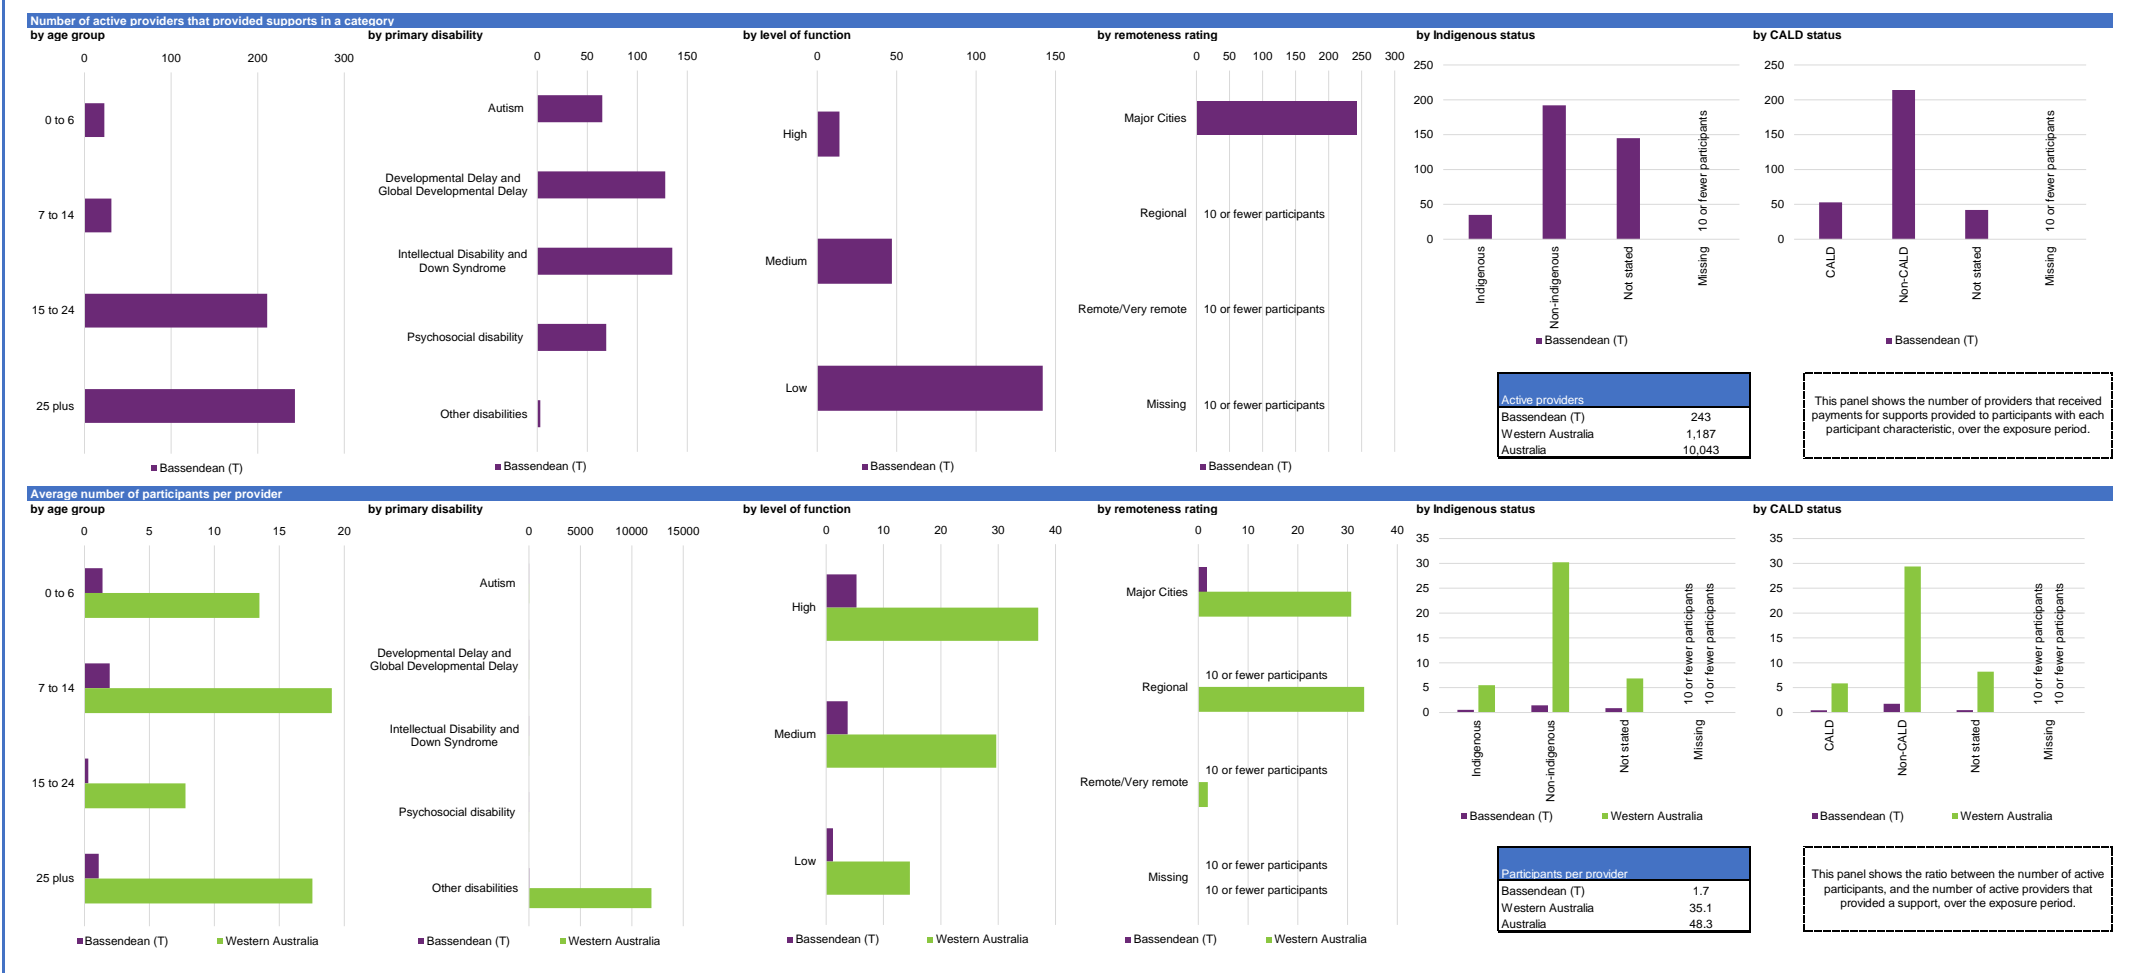 Number of active providers that provided supports in a category
by age group
0 100 200 300
0 to 6
7 to 14
15 to 24
25 plus
Bassendean (T)
by primary disability
0 50 100 150
Autism
Developmental Delay and
Global Developmental Delay
Intellectual Disability and
Down Syndrome
Psychosocial disability
Other disabilities
Bassendean (T)
by level of function
0 50 100 150
High
Medium
Low
Bassendean (T)
by remoteness rating
0 50 100 150 200 250 300
Major Cities
Regional 10 or fewer participants
Remote/Very remote 10 or fewer participants
Missing 10 or fewer participants
Bassendean (T)
by Indigenous status
250
200
150
100
50
0
10 or fewer participants
Indigenous
Non-indigenous
Not stated
Missing
Bassendean (T)
by CALD status
250
200
150
100
50
0
10 or fewer participants
CALD
Non-CALD
Not stated
Missing
Bassendean (T)
Active providers
Bassendean (T) 243
Western Australia 1,187
Australia 10,043
This panel shows the number of providers that received
payments for supports provided to participants with each
participant characteristic, over the exposure period.
Average number of participants per provider
by age group
0 5 10 15 20
0 to 6
7 to 14
15 to 24
25 plus
Bassendean (T) Western Australia
by primary disability
0 5000 10000 15000
Autism
Developmental Delay and
Global Developmental Delay
Intellectual Disability and
Down Syndrome
Psychosocial disability
Other disabilities
Bassendean (T) Western Australia
by level of function
0 10 20 30 40
High
Medium
Low
Bassendean (T) Western Australia
by remoteness rating
0 10 20 30 40
Major Cities
10 or fewer participants
Regional
10 or fewer participants
Remote/Very remote
10 or fewer participants
Missing
10 or fewer participants
Bassendean (T) Western Australia
by Indigenous status
35
30
25
20
15
10
5
0
10 or fewer participants
10 or fewer participants
Indigenous
Non-indigenous
Not stated
Missing
Bassendean (T) Western Australia
by CALD status
35
30
25
20
15
10
5
0
10 or fewer participants
10 or fewer participants
CALD
Non-CALD
Not stated
Missing
Bassendean (T) Western Australia
Participants per provider
Bassendean (T) 1.7
Western Australia 35.1
Australia 48.3
This panel shows the ratio between the number of active
participants, and the number of active providers that
provided a support, over the exposure period.